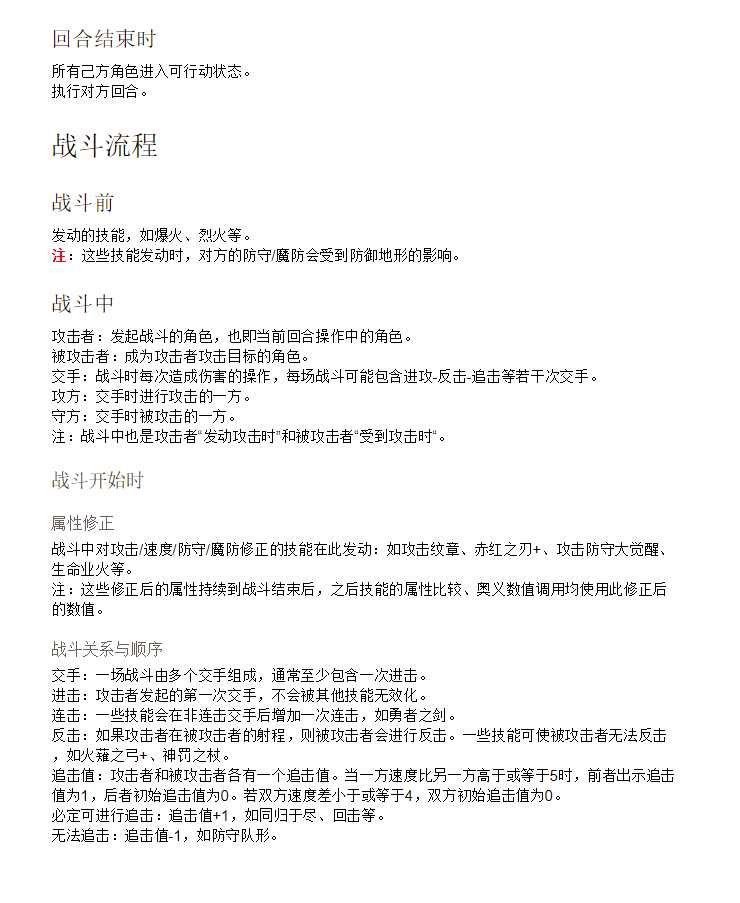 回合结束时
所有己方角色进入可行动状态。
执行对方回合。
战斗流程
战斗前
发动的技能，如爆火、烈火等。
注：这些技能发动时，对方的防守/魔防会受到防御地形的影响。
战斗中
攻击者：发起战斗的角色，也即当前回合操作中的角色。
被攻击者：成为攻击者攻击目标的角色。
交手：战斗时每次造成伤害的操作，每场战斗可能包含进攻-反击-追击等若干次交手。
攻方：交手时进行攻击的一方。
守方：交手时被攻击的一方。
注：战斗中也是攻击者“发动攻击时”和被攻击者“受到攻击时“。
战斗开始时
属性修正
战斗中对攻击/速度/防守/魔防修正的技能在此发动：如攻击纹章、赤红之刃+、攻击防守大觉醒、
生命业火等。
注：这些修正后的属性持续到战斗结束后，之后技能的属性比较、奥义数值调用均使用此修正后
的数值。
战斗关系与顺序
交手：一场战斗由多个交手组成，通常至少包含一次进击。
进击：攻击者发起的第一次交手，不会被其他技能无效化。
连击：一些技能会在非连击交手后增加一次连击，如勇者之剑。
反击：如果攻击者在被攻击者的射程，则被攻击者会进行反击。一些技能可使被攻击者无法反击
，如火薙之弓+、神罚之杖。
追击值：攻击者和被攻击者各有一个追击值。当一方速度比另一方高于或等于5时，前者出示追击
值为1，后者初始追击值为0。若双方速度差小于或等于4，双方初始追击值为0。
必定可进行追击：追击值+1，如同归于尽、回击等。
无法追击：追击值-1，如防守队形。